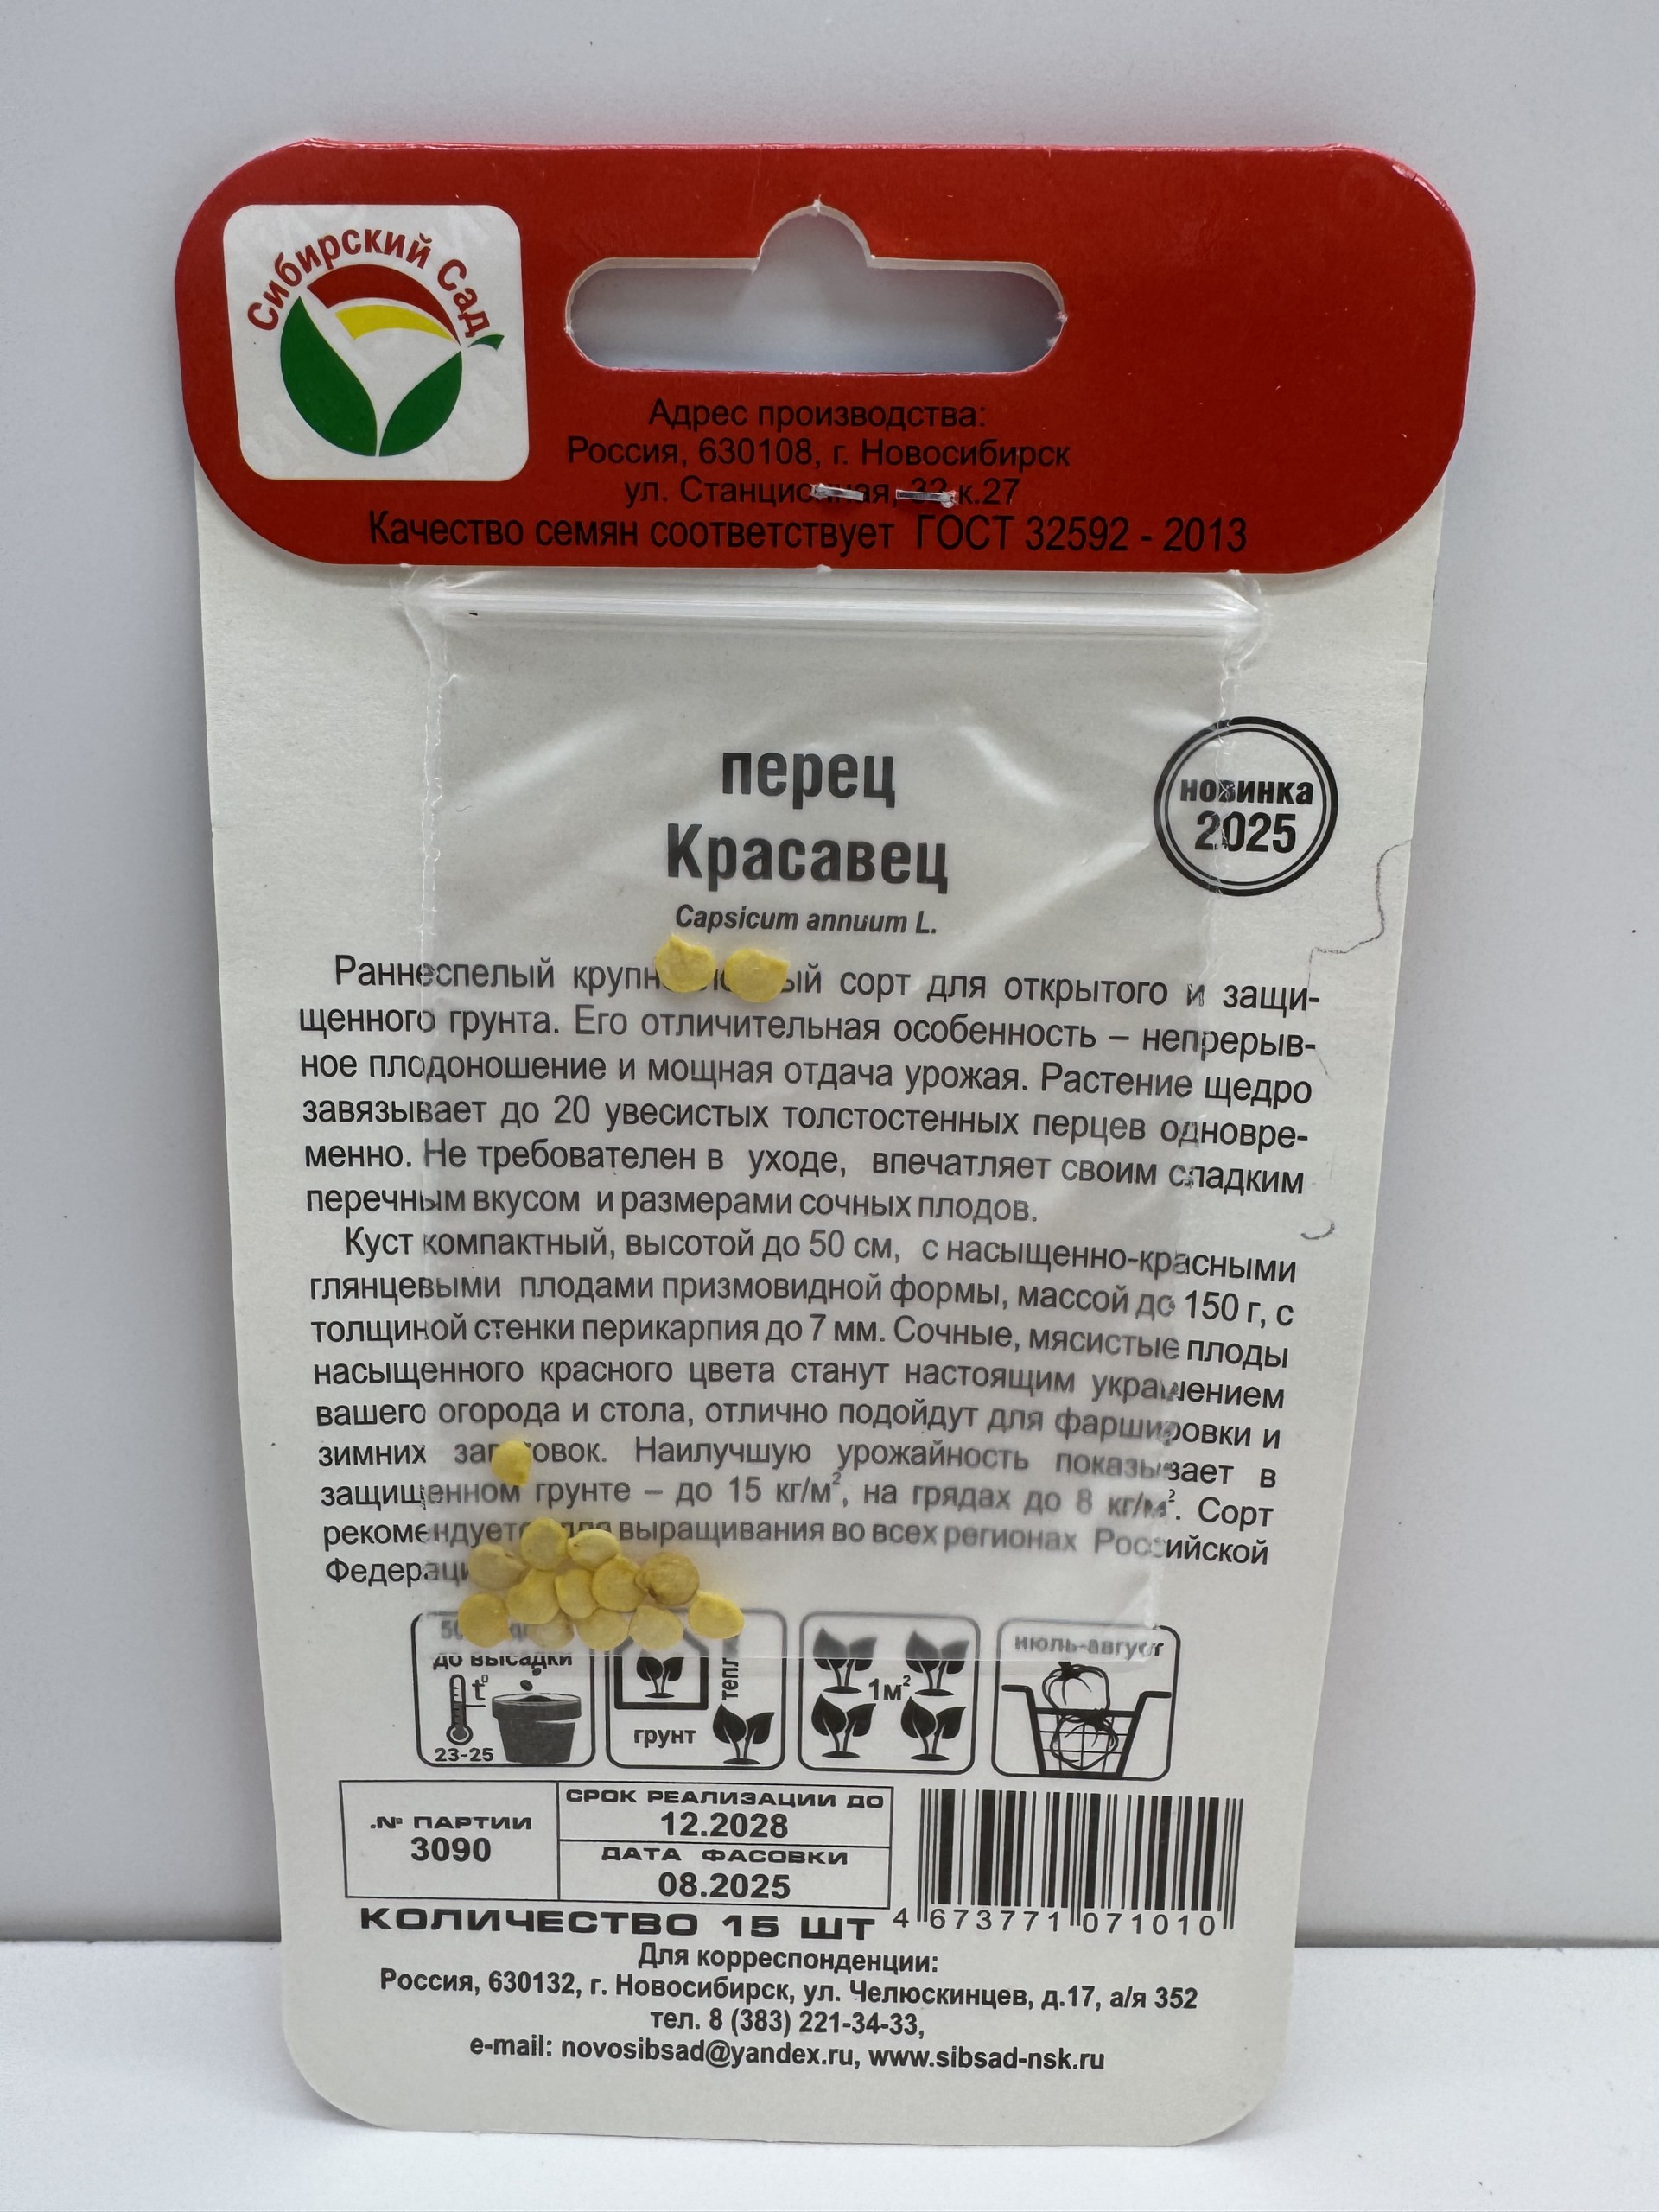 Сибирский Сад
Адрес производства:
Россия, 630108, г. Новосибирск
ул. к.27
Качество семян соответствует ГОСТ 32592 - 2013
перец
Красавец
Capsicum annuum L.
новинка
2025
Раннеспелый сорт для открытого и защи-
щенного грунта. Его отличительная особенность – непрерыв-
ное плодоношение и мощная отдача урожая. Растение щедро
завязывает до 20 увесистых толстостенных перцев одновре-
менно. Не требователен в уходе, впечатляет своим сладким
перечным вкусом и размерами сочных плодов.
Куст компактный, высотой до 50 см, с насыщенно-красными
глянцевыми плодами призмовидной формы, массой до 150 г, с
толщиной стенки перикарпия до 7 мм. Сочные, мясистые плоды
насыщенного красного цвета станут настоящим украшением
вашего огорода и стола, отлично подойдут для фаршировки и
зимних заготовок. Наилучшую урожайность показывает в
защищенном грунте – до 15 кг/м², на грядах до 8 кг/м². Сорт
рекомендуется для выращивания во всех регионах Российской
до высадки
t°
23-25
грунт
1м²
июль-август
№ ПАРТИИ
3090
СРОК РЕАЛИЗАЦИИ ДО
12.2028
ДАТА ФАСОВКИ
08.2025
КОЛИЧЕСТВО 15 ШТ
4 673771 071010
Для корреспонденции:
Россия, 630132, г. Новосибирск, ул. Челюскинцев, д.17, а/я 352
тел. 8 (383) 221-34-33,
e-mail: novosibsad@yandex.ru, www.sibsad-nsk.ru